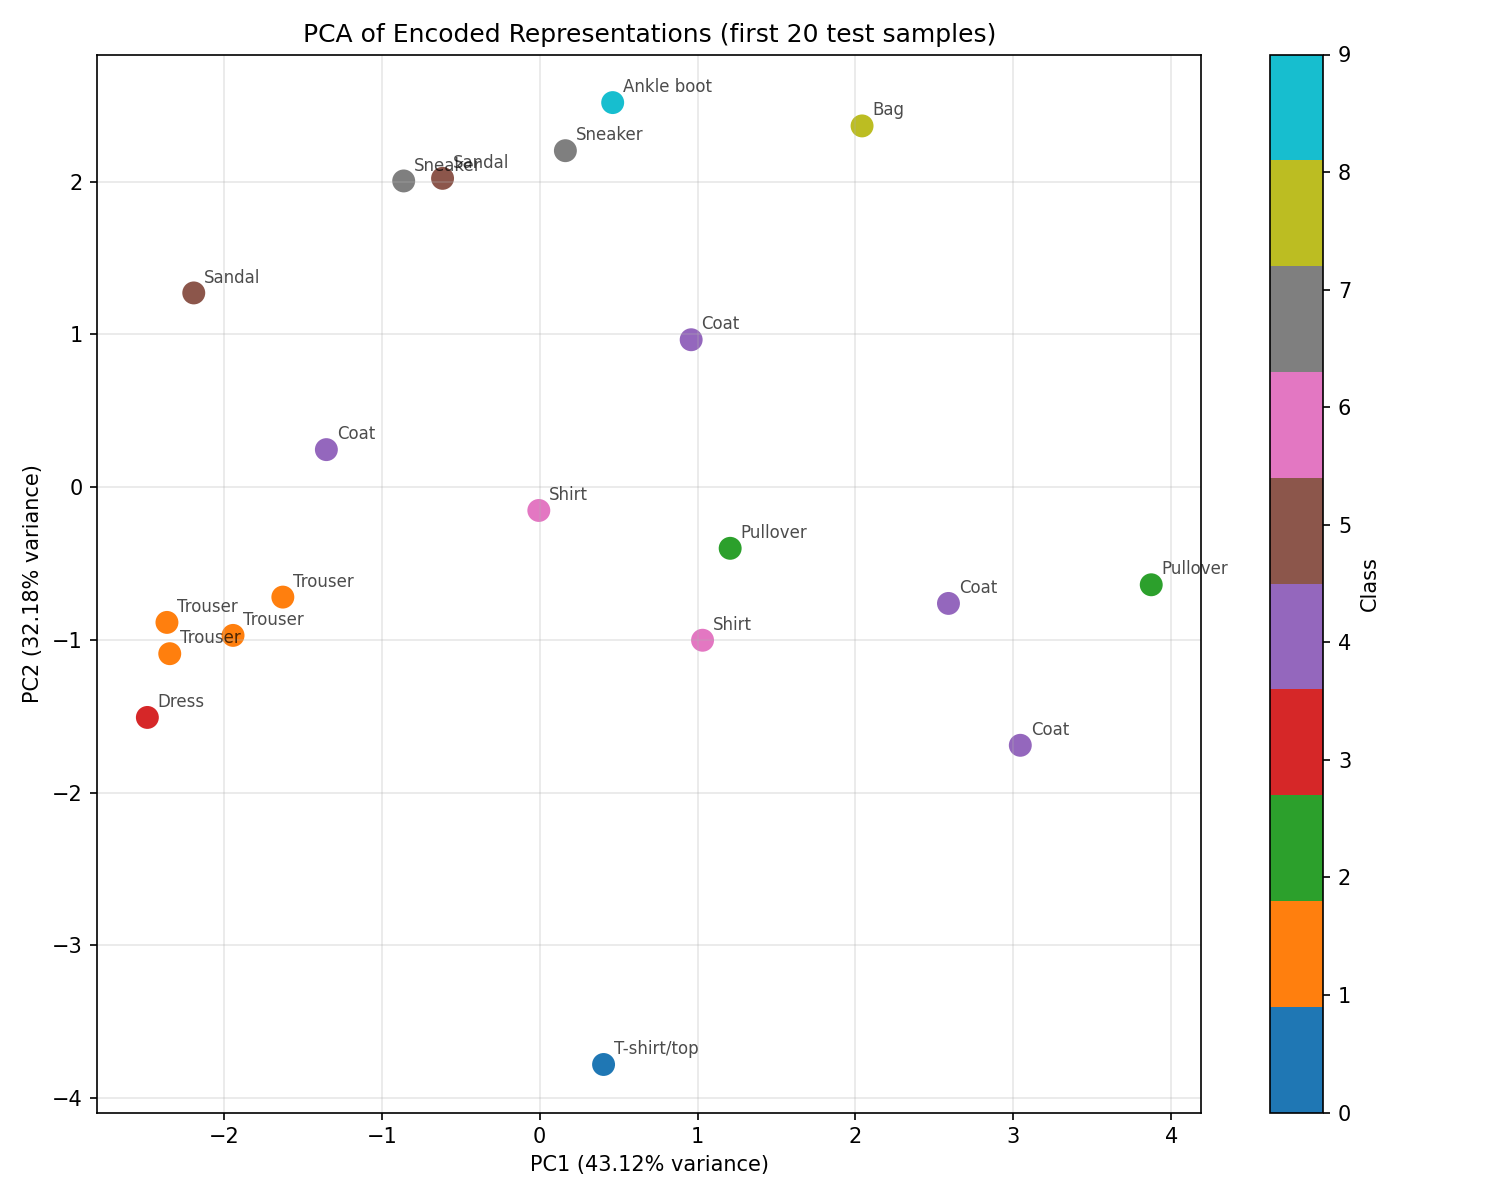 PCA of Encoded Representations (first 20 test samples)
Ankle boot
Bag
Sneaker
Sneaker
Sandal
Sandal
Coat
Coat
Shirt
Pullover
Pullover
Coat
Trouser
Trouser
Trouser
Trouser
Shirt
Dress
Coat
T-shirt/top
2
1
0
−1
−2
−3
−4
PC2 (32.18% variance)
−2
−1
0
1
2
3
4
PC1 (43.12% variance)
9
8
7
6
5
4
3
2
1
0
Class